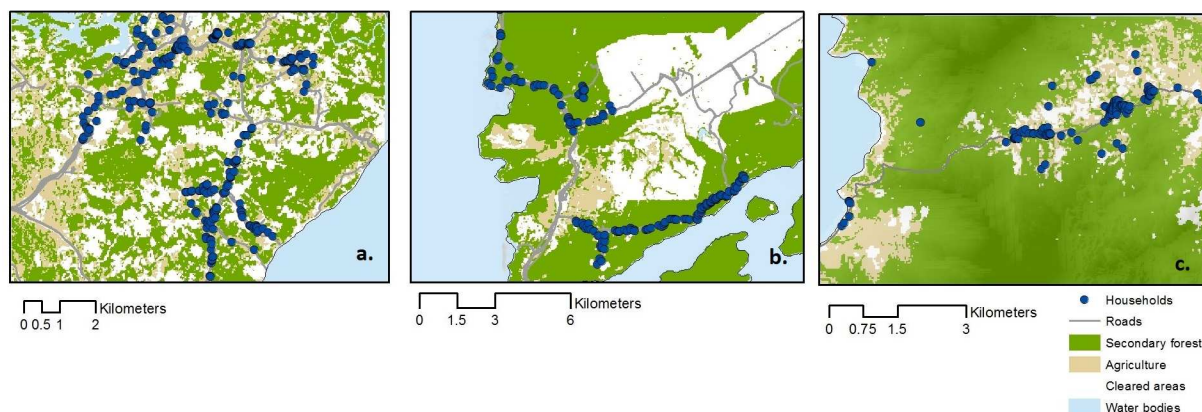 a.
b.
c.
Kilometers
0 0.5 1 2
Kilometers
0 1.5 3 6
Kilometers
0 0.75 1.5 3
Households
Roads
Secondary forest
Agriculture
Cleared areas
Water bodies